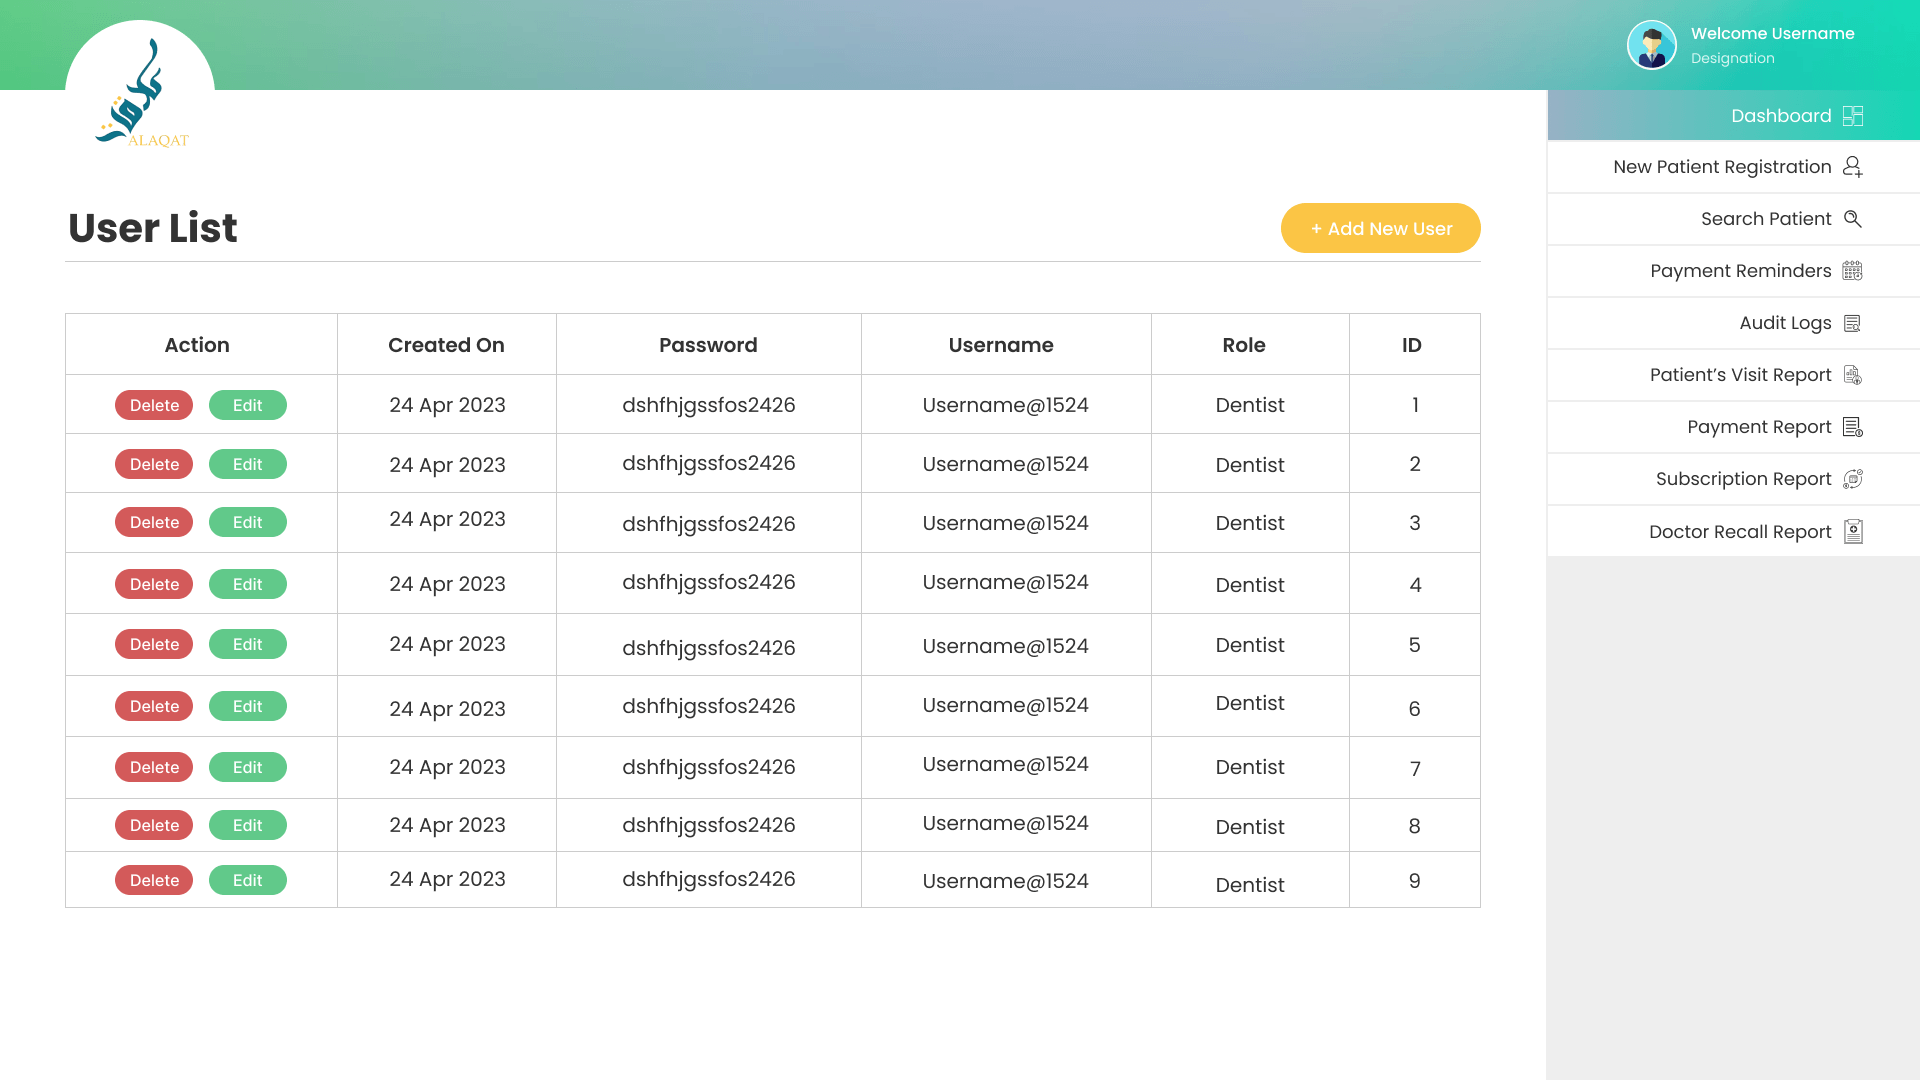 علاقات
ALAQAT
Welcome Username
Designation
Dashboard
New Patient Registration
Search Patient
Payment Reminders
Audit Logs
Patient’s Visit Report
Payment Report
Subscription Report
Doctor Recall Report
User List
+ Add New User
Action Created On Password Username Role ID
Delete Edit 24 Apr 2023 dshfhjgssfos2426 Username@1524 Dentist 1
Delete Edit 24 Apr 2023 dshfhjgssfos2426 Username@1524 Dentist 2
Delete Edit 24 Apr 2023 dshfhjgssfos2426 Username@1524 Dentist 3
Delete Edit 24 Apr 2023 dshfhjgssfos2426 Username@1524 Dentist 4
Delete Edit 24 Apr 2023 dshfhjgssfos2426 Username@1524 Dentist 5
Delete Edit 24 Apr 2023 dshfhjgssfos2426 Username@1524 Dentist 6
Delete Edit 24 Apr 2023 dshfhjgssfos2426 Username@1524 Dentist 7
Delete Edit 24 Apr 2023 dshfhjgssfos2426 Username@1524 Dentist 8
Delete Edit 24 Apr 2023 dshfhjgssfos2426 Username@1524 Dentist 9